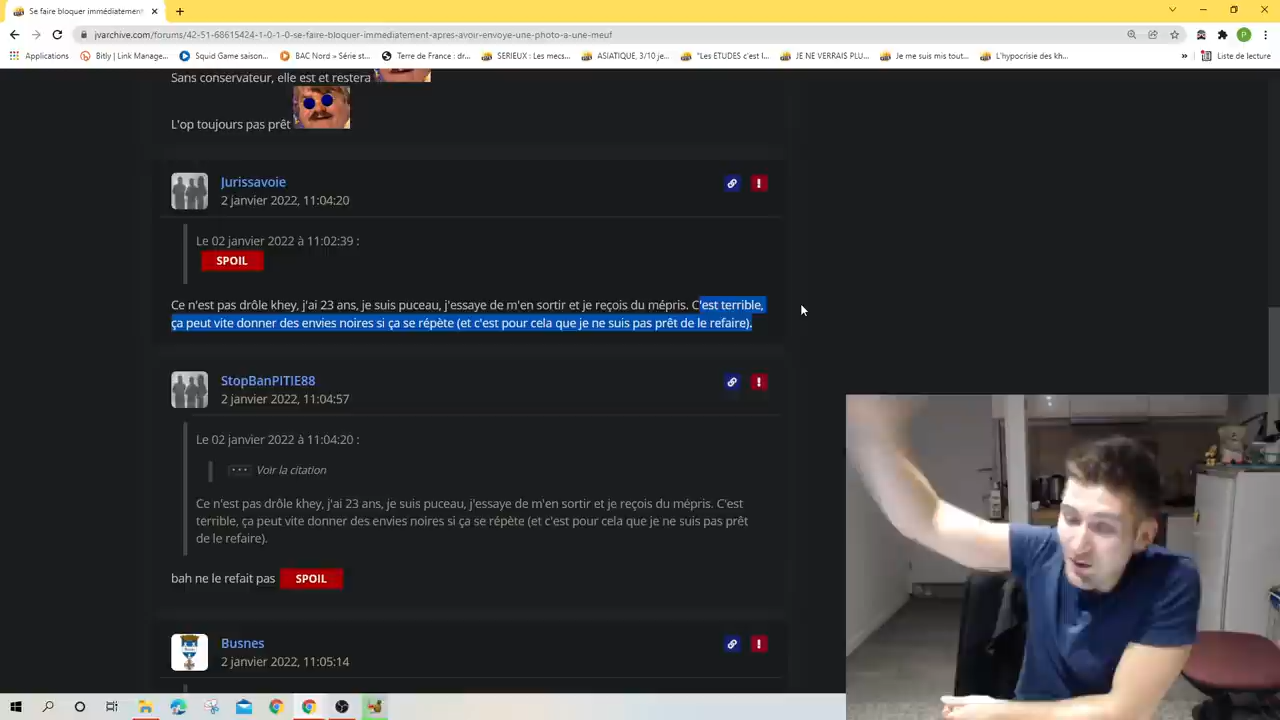 Se faire bloquer immédiatement
jvarchive.com/forums/42-51-68615424-1-0-1-0-se-faire-bloquer-immediatement-apres-avoir-envoye-une-photo-a-une-meuf
P
Applications
Bitly | Link Manage...
Squid Game saison...
BAC Nord » Série st...
Terre de France : dr...
SERIEUX : Les mecs...
ASIATIQUE, 3/10 je...
"Les ETUDES c'est l...
JE NE VERRAIS PLU...
Je me suis mis tout...
L'hypocrisie des kh...
»
Liste de lecture
Sans conservateur, elle est et restera
L'op toujours pas prêt
Jurissavoie
2 janvier 2022, 11:04:20
Le 02 janvier 2022 à 11:02:39 :
SPOIL
Ce n'est pas drôle khey, j'ai 23 ans, je suis puceau, j'essaye de m'en sortir et je reçois du mépris. C'est terrible,
ça peut vite donner des envies noires si ça se répète (et c'est pour cela que je ne suis pas prêt de le refaire).
StopBanPITIE88
2 janvier 2022, 11:04:57
Le 02 janvier 2022 à 11:04:20 :
Voir la citation
Ce n'est pas drôle khey, j'ai 23 ans, je suis puceau, j'essaye de m'en sortir et je reçois du mépris. C'est
terrible, ça peut vite donner des envies noires si ça se répète (et c'est pour cela que je ne suis pas prêt
de le refaire).
bah ne le refait pas SPOIL
Busnes
2 janvier 2022, 11:05:14